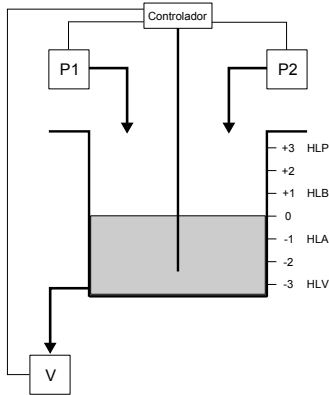 Controlador
P1
P2
+3 HLP
+2
+1 HLB
0
-1 HLA
-2
-3 HLV
V